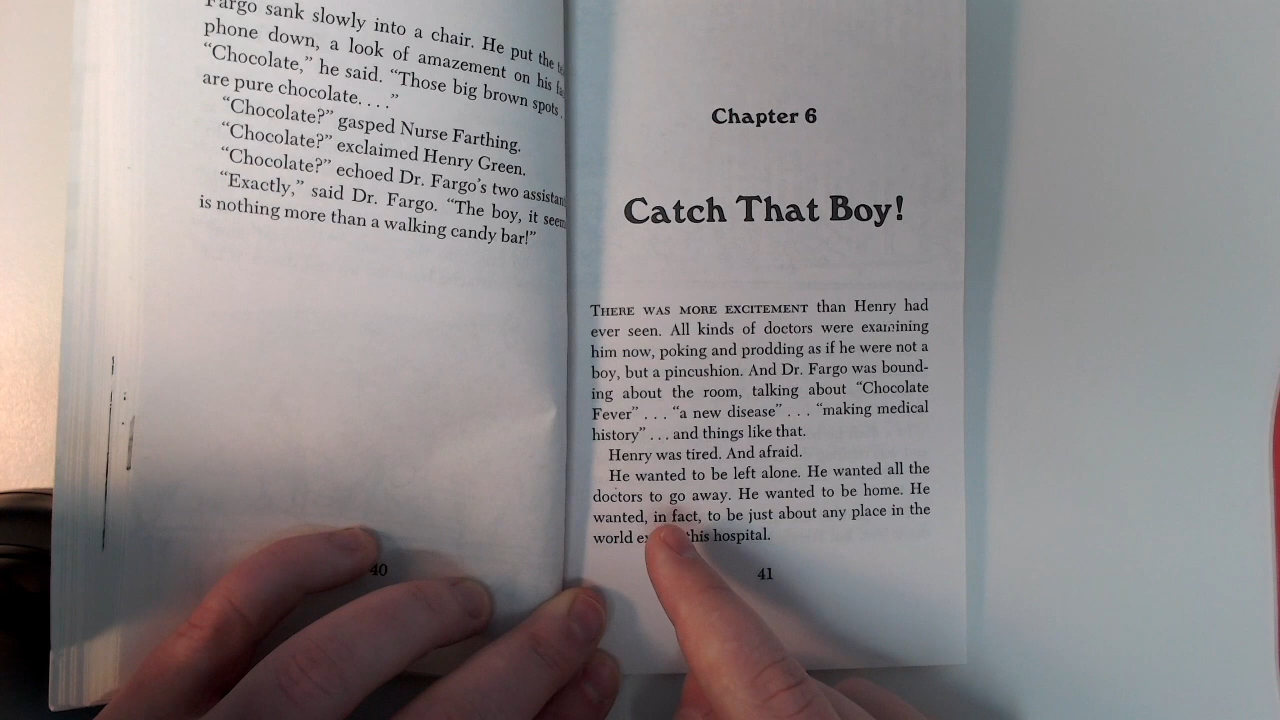 Fargo sank slowly into a chair. He put the
phone down, a look of amazement on his
“Chocolate,” he said. “Those big brown spots
are pure chocolate. . . .”
“Chocolate?” gasped Nurse Farthing.
“Chocolate?” exclaimed Henry Green.
“Chocolate?” echoed Dr. Fargo’s two
“Exactly,” said Dr. Fargo. “The boy, it
is nothing more than a walking candy bar!”
40
Chapter 6
Catch That Boy!
THERE WAS MORE EXCITEMENT than Henry had
ever seen. All kinds of doctors were examining
him now, poking and prodding as if he were not a
boy, but a pincushion. And Dr. Fargo was bound-
ing about the room, talking about “Chocolate
Fever” . . . “a new disease” . . . “making medical
history” . . . and things like that.
Henry was tired. And afraid.
He wanted to be left alone. He wanted all the
doctors to go away. He wanted to be home. He
wanted, in fact, to be just about any place in the
world this hospital.
41